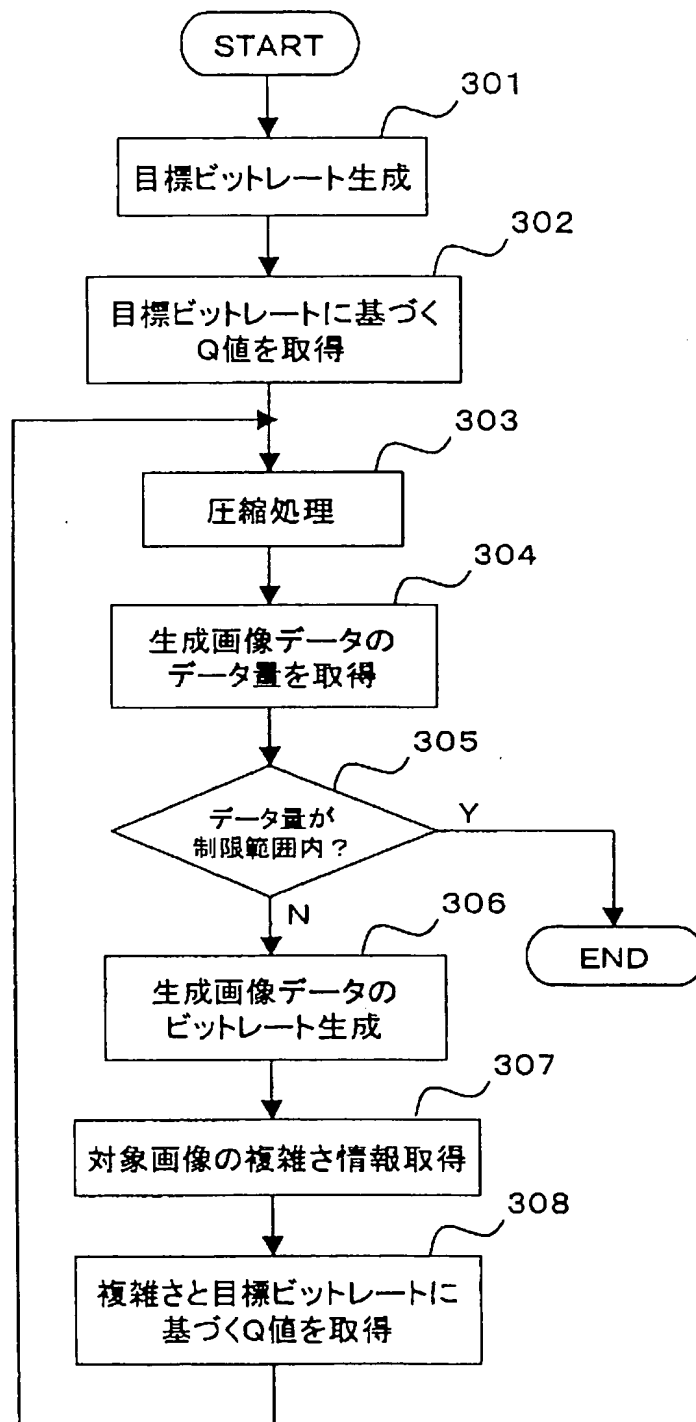 START
301
目標ビットレート生成
302
目標ビットレートに基づく
Q値を取得
303
圧縮処理
304
生成画像データの
データ量を取得
305
データ量が
制限範囲内?
Y
N
306
END
生成画像データの
ビットレート生成
307
対象画像の複雑さ情報取得
308
複雑さと目標ビットレートに
基づくQ値を取得